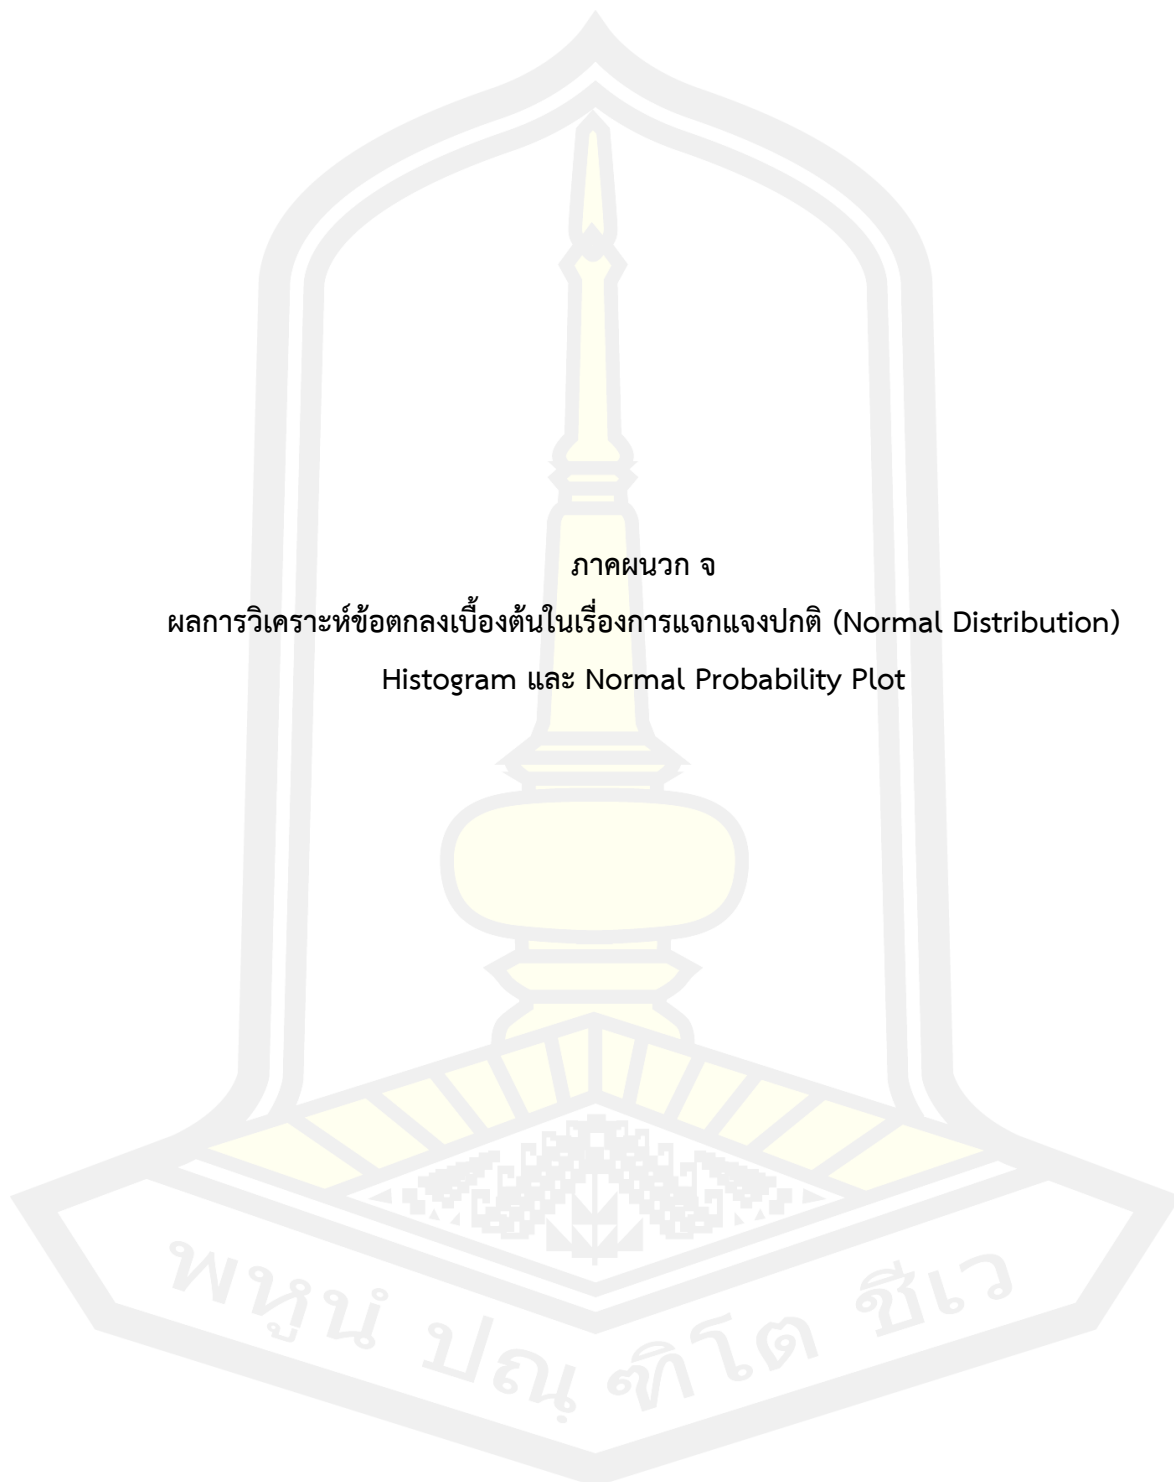 ภาคผนวก จ
ผลการวิเคราะห์ข้อตกลงเบื้องต้นในเรื่องการแจกแจงปกติ (Normal Distribution)
Histogram และ Normal Probability Plot
พหูนํ ปณฺฑิโต ชีเว